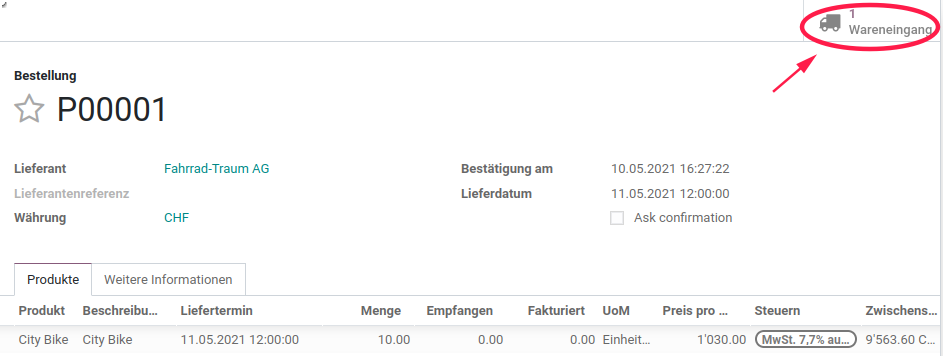 1
Wareneingang
Bestellung
P00001
Lieferant Fahrrad-Traum AG Bestätigung am 10.05.2021 16:27:22
Lieferantenreferenz Lieferdatum 11.05.2021 12:00:00
Währung CHF Ask confirmation
Produkte Weitere Informationen
Produkt Beschreibu... Liefertermin Menge Empfangen Fakturiert UoM Preis pro ... Steuern Zwischens...
City Bike City Bike 11.05.2021 12:00:00 10.00 0.00 0.00 Einheit... 1'030.00 MwSt. 7,7% au... 9'563.60 C...